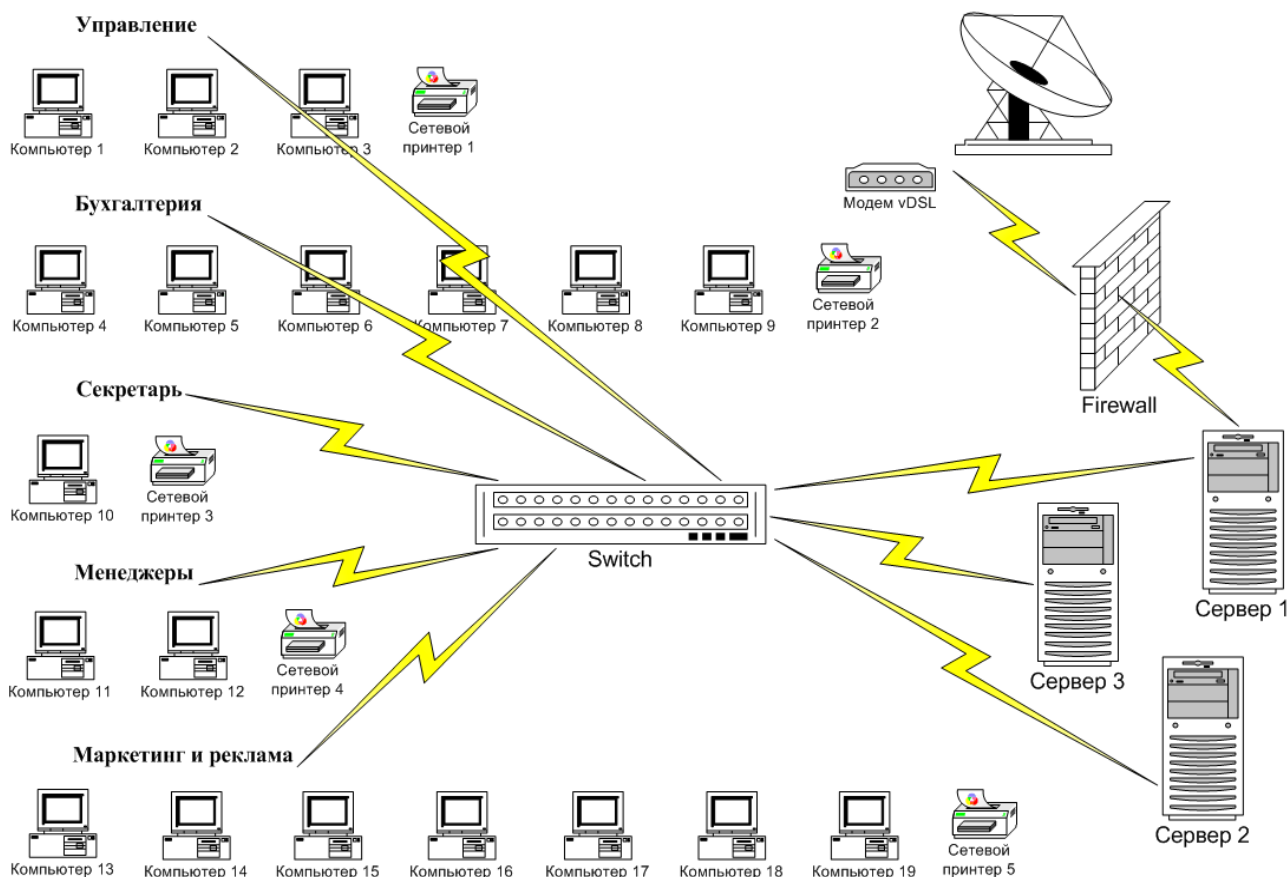 Управление
Компьютер 1
Компьютер 2
Компьютер 3
Сетевой
принтер 1
Модем vDSL
Бухгалтерия
Компьютер 4
Компьютер 5
Компьютер 6
Компьютер 7
Компьютер 8
Компьютер 9
Сетевой
принтер 2
Firewall
Секретарь
Компьютер 10
Сетевой
принтер 3
Switch
Сервер 1
Сервер 3
Сервер 2
Менеджеры
Компьютер 11
Компьютер 12
Сетевой
принтер 4
Маркетинг и реклама
Компьютер 13
Компьютер 14
Компьютер 15
Компьютер 16
Компьютер 17
Компьютер 18
Компьютер 19
Сетевой
принтер 5